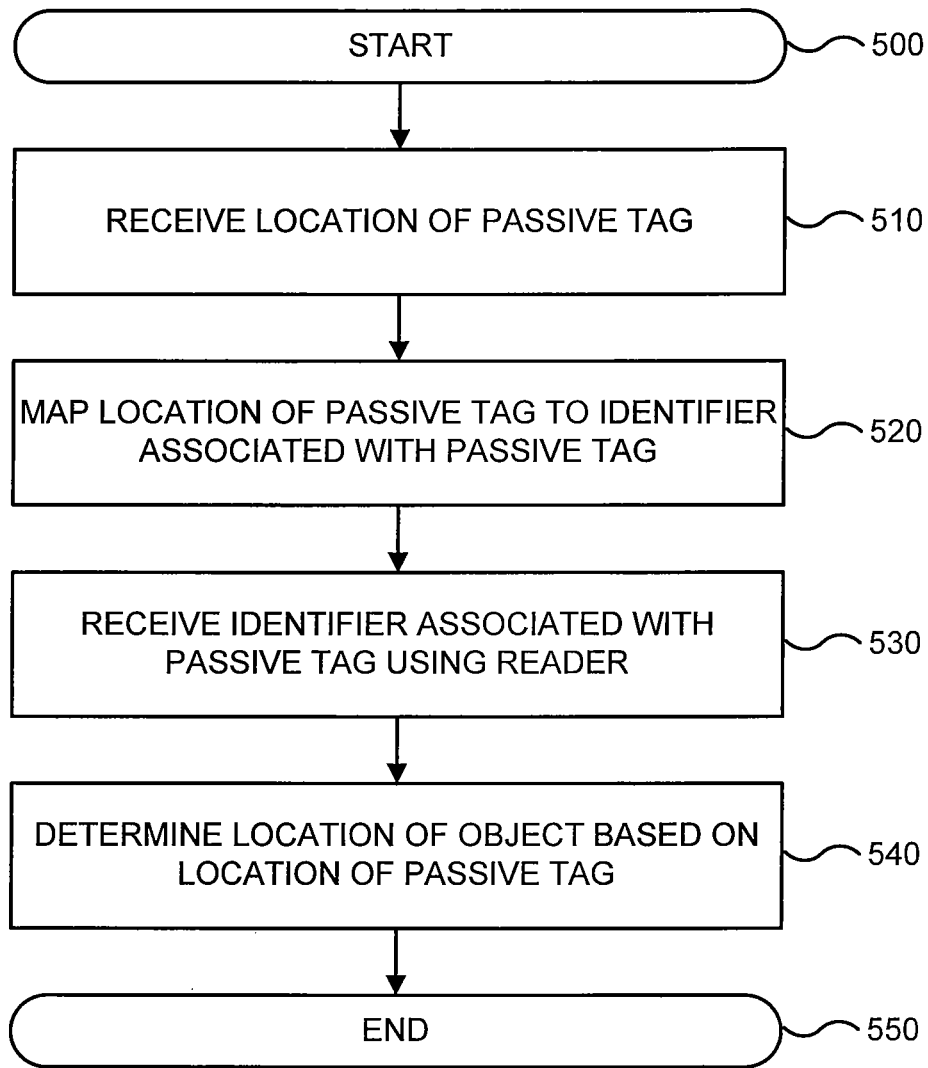 START
500
RECEIVE LOCATION OF PASSIVE TAG
510
MAP LOCATION OF PASSIVE TAG TO IDENTIFIER
ASSOCIATED WITH PASSIVE TAG
520
RECEIVE IDENTIFIER ASSOCIATED WITH
PASSIVE TAG USING READER
530
DETERMINE LOCATION OF OBJECT BASED ON
LOCATION OF PASSIVE TAG
540
END
550